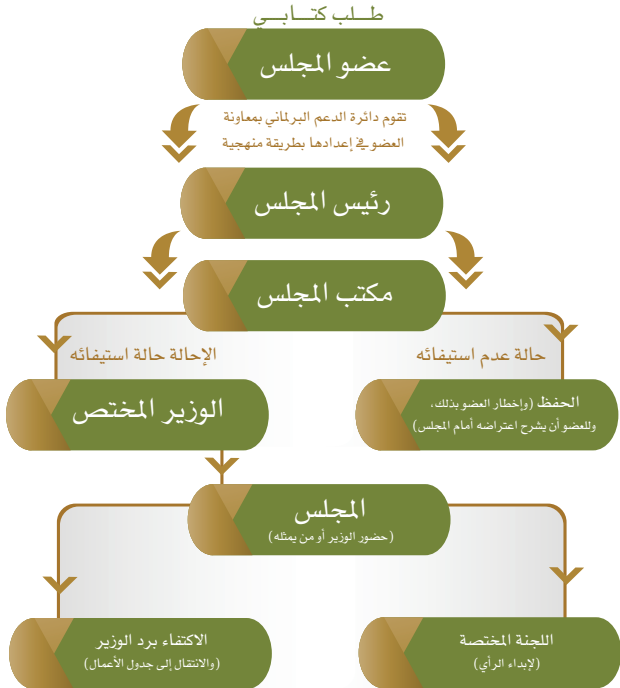 طلب كتابي
عضو المجلس
تقوم دائرة الدعم البرلماني بمعاونة
العضو في إعدادها بطريقة منهجية
رئيس المجلس
مكتب المجلس
حالة عدم استيفائه
الإحالة حالة استيفائه
الحفظ (وإخطار العضو بذلك،
وللعضو أن يشرح اعتراضه أمام المجلس)
الوزير المختص
المجلس
(حضور الوزير أو من يمثله)
اللجنة المختصة
(لإبداء الرأي)
الاكتفاء برد الوزير
(والانتقال إلى جدول الأعمال)